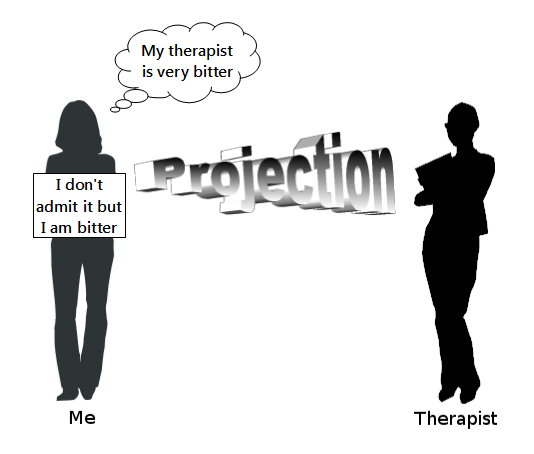 My therapist
is very bitter
Projection
I don't
admit it but
I am bitter
Me
Therapist